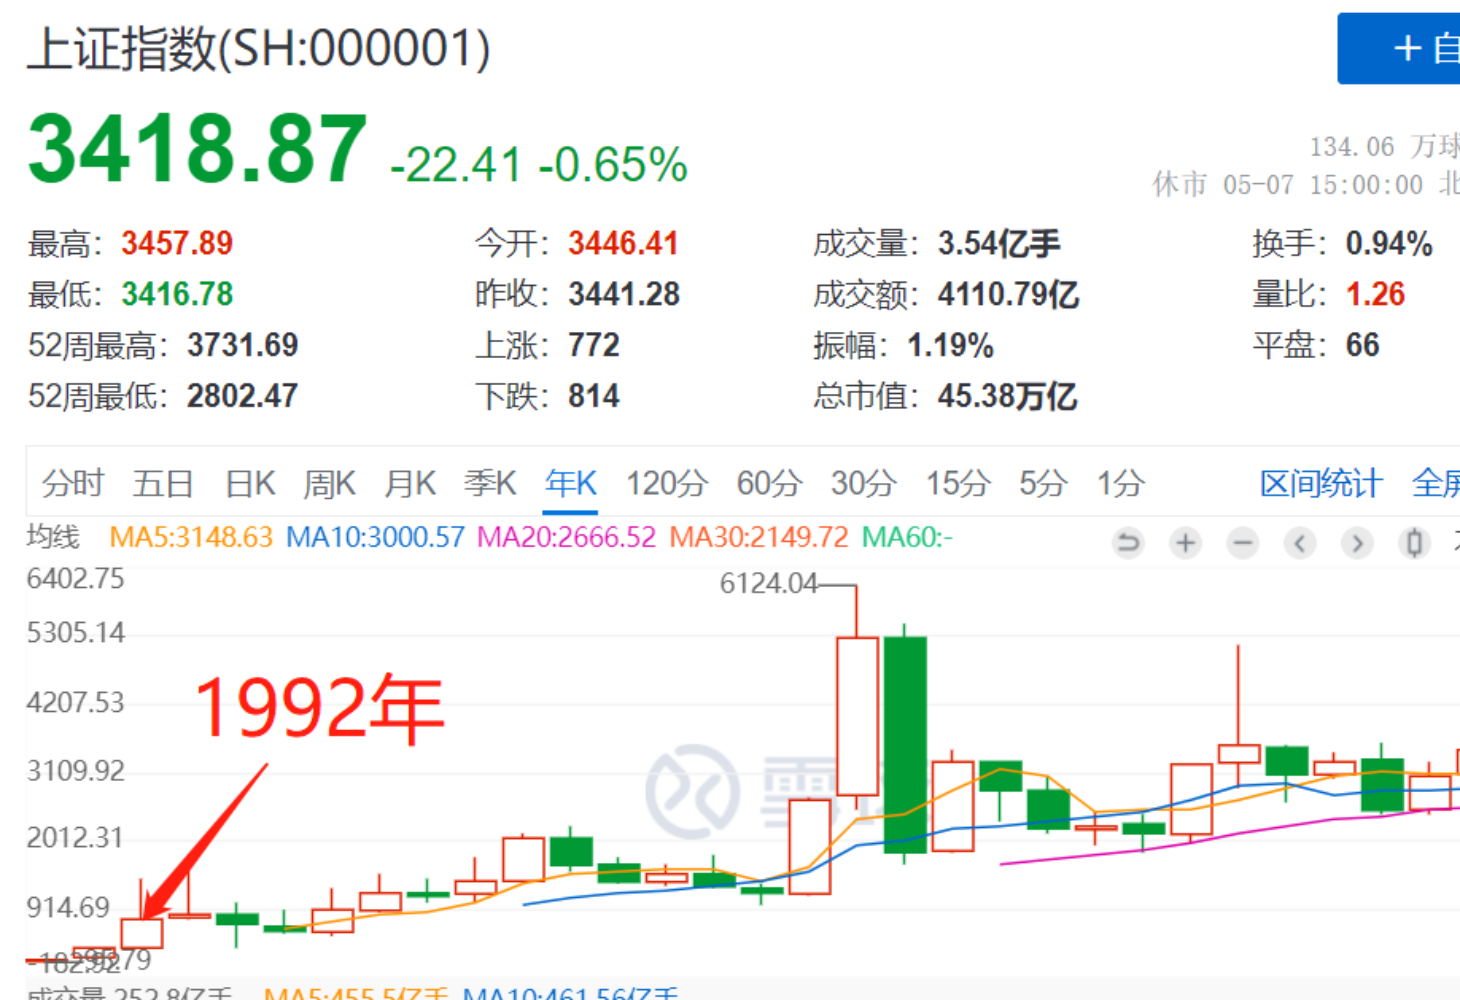 上证指数(SH:000001)
+ 自
3418.87 -22.41 -0.65%
134.06 万球
休市 05-07 15:00:00 北
最高：3457.89 今开：3446.41 成交量：3.54亿手 换手：0.94%
最低：3416.78 昨收：3441.28 成交额：4110.79亿 量比：1.26
52周最高：3731.69 上涨：772 振幅：1.19% 平盘：66
52周最低：2802.47 下跌：814 总市值：45.38万亿
分时 五日 日K 周K 月K 季K 年K 120分 60分 30分 15分 5分 1分 区间统计 全屏
均线 MA5:3148.63 MA10:3000.57 MA20:2666.52 MA30:2149.72 MA60:-
6402.75
6124.04
5305.14
1992年
4207.53
3109.92
雪
2012.31
914.69
-182.92
成交量 252.8亿手 MA5:455.5亿手 MA10:461.56亿手